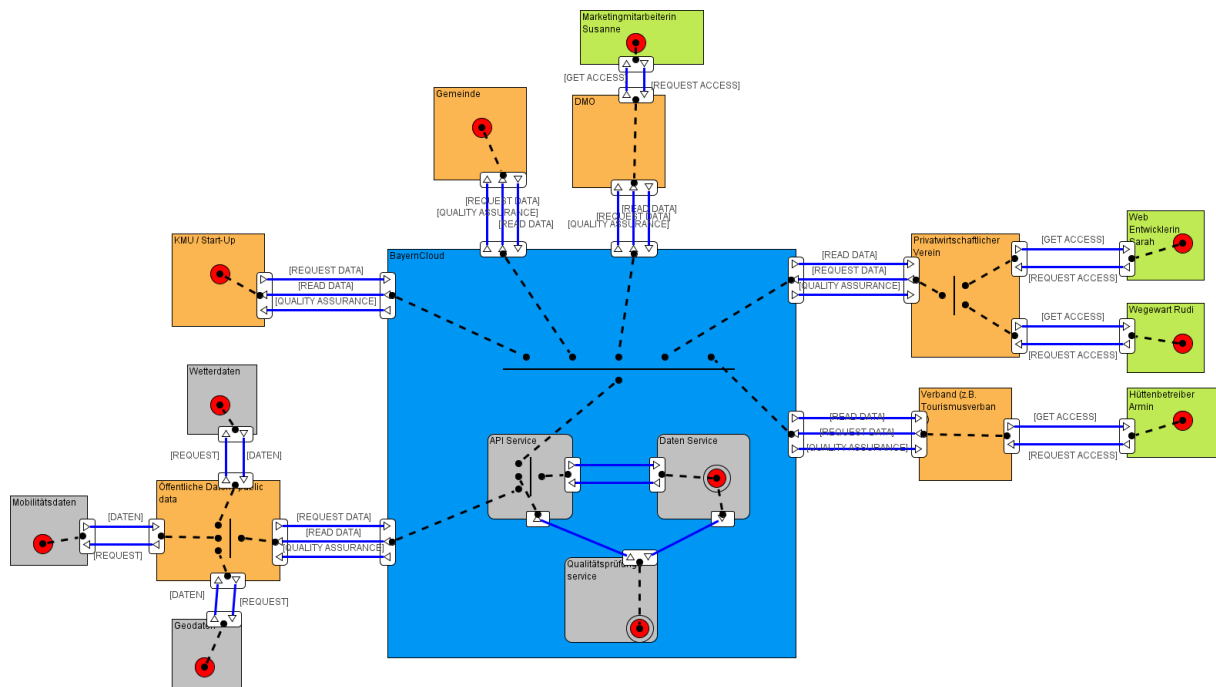 Marketingmitarbeiterin
Susanne
[GET ACCESS]
[REQUEST ACCESS]
Gemeinde
DMO
[REQUEST DATA]
[QUALITY ASSURANCE]
[READ DATA]
[READ DATA]
[REQUEST DATA]
[QUALITY ASSURANCE]
KMU / Start-Up
[REQUEST DATA]
[READ DATA]
[QUALITY ASSURANCE]
BayernCloud
[READ DATA]
[REQUEST DATA]
[QUALITY ASSURANCE]
Privatwirtschaftlicher
Verein
[GET ACCESS]
[REQUEST ACCESS]
Web
Entwicklerin
Sarah
[GET ACCESS]
[REQUEST ACCESS]
Wegewart Rudi
Wetterdaten
[REQUEST]
[DATEN]
[READ DATA]
[REQUEST DATA]
[QUALITY ASSURANCE]
Verband (z.B.
Tourismusverban
[GET ACCESS]
[REQUEST ACCESS]
Hüttenbetreiber
Armin
API Service
Daten Service
Öffentliche Daten public
data
Mobilitätsdaten
[DATEN]
[REQUEST]
[REQUEST DATA]
[READ DATA]
[QUALITY ASSURANCE]
Qualitätsprüfung
service
[DATEN]
[REQUEST]
Geodaten